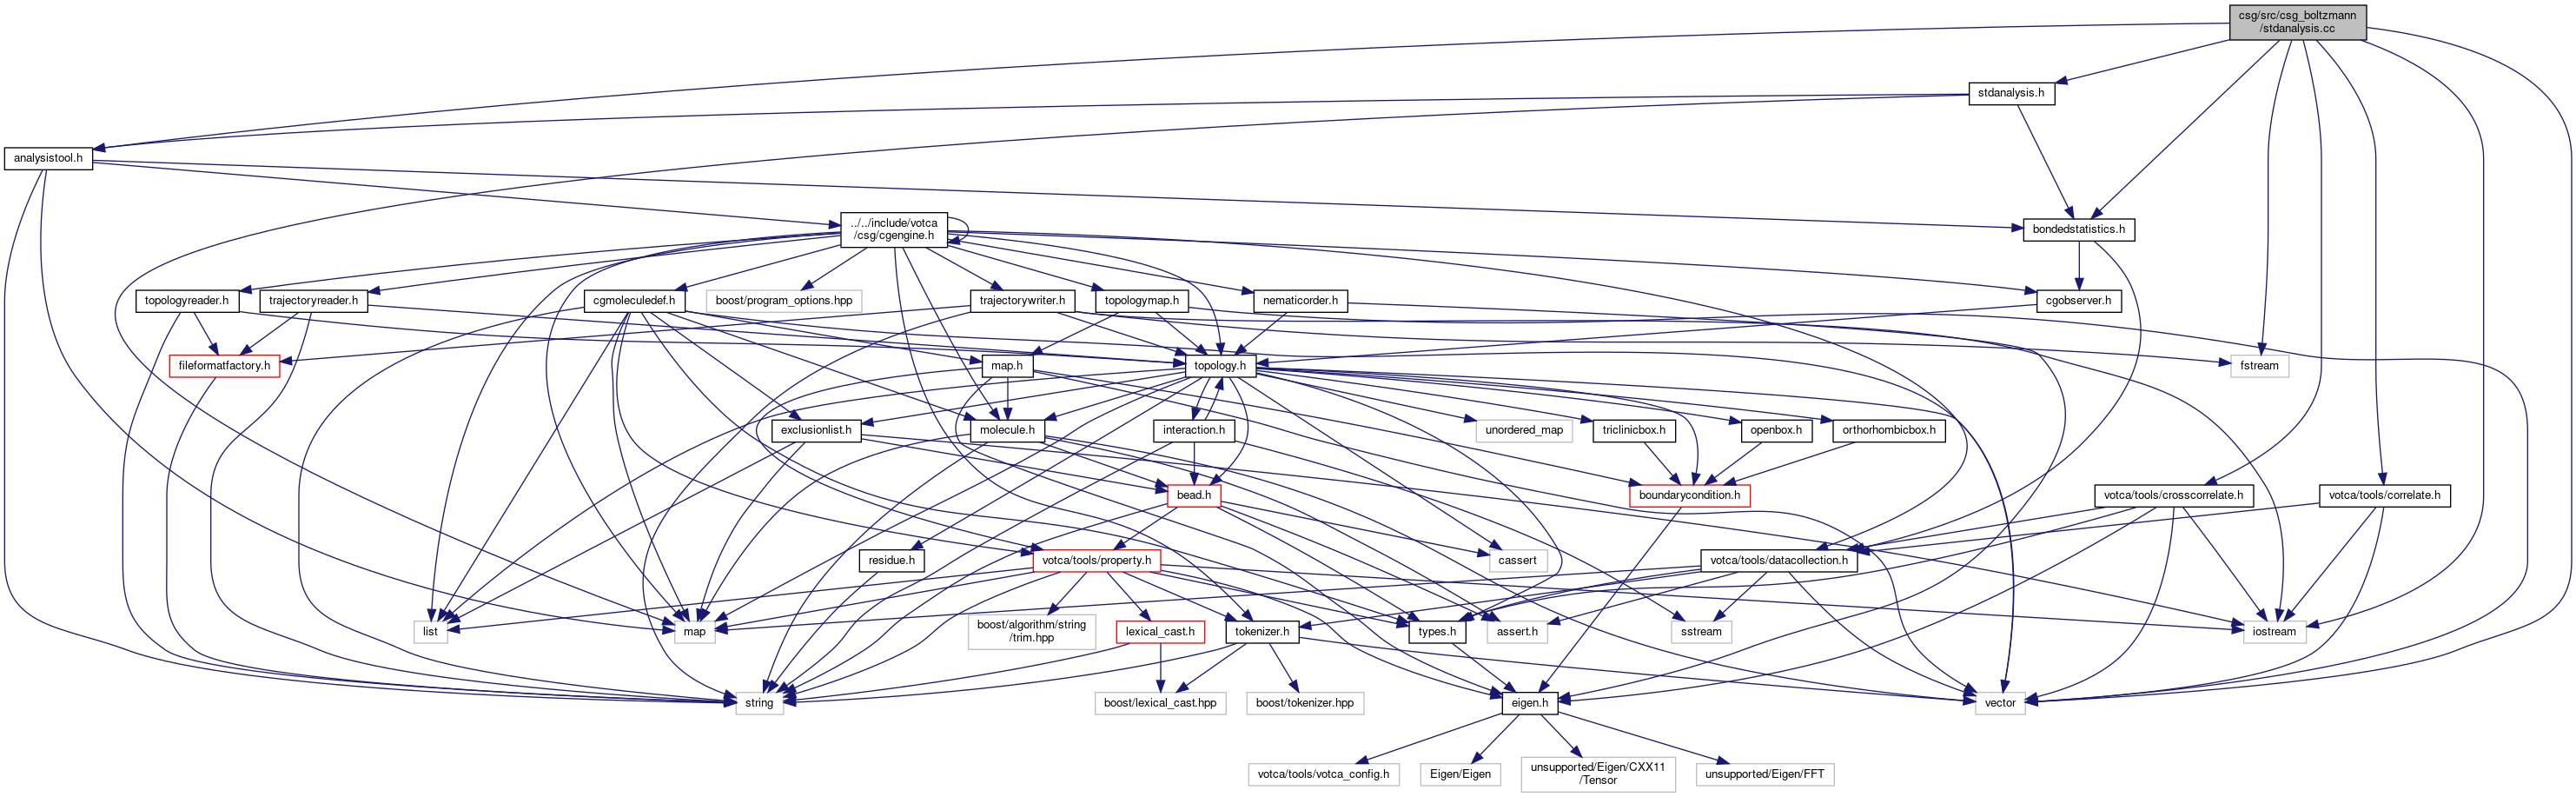 csg/src/csg_boltzmann
/stdanalysis.cc
stdanalysis.h
analysistool.h
../../include/votca
/csg/cgengine.h
bondedstatistics.h
topologyreader.h
trajectoryreader.h
cgmoleculedef.h
boost/program_options.hpp
trajectorywriter.h
topologymap.h
nematicorder.h
cgobserver.h
fileformatfactory.h
map.h
topology.h
fstream
exclusionlist.h
molecule.h
interaction.h
unordered_map
triclinicbox.h
openbox.h
orthorhombicbox.h
bead.h
boundarycondition.h
votca/tools/crosscorrelate.h
votca/tools/correlate.h
residue.h
votca/tools/property.h
cassert
votca/tools/datacollection.h
list
map
boost/algorithm/string
/trim.hpp
lexical_cast.h
tokenizer.h
types.h
assert.h
sstream
iostream
string
boost/lexical_cast.hpp
boost/tokenizer.hpp
eigen.h
vector
votca/tools/votca_config.h
Eigen/Eigen
unsupported/Eigen/CXX11
/Tensor
unsupported/Eigen/FFT